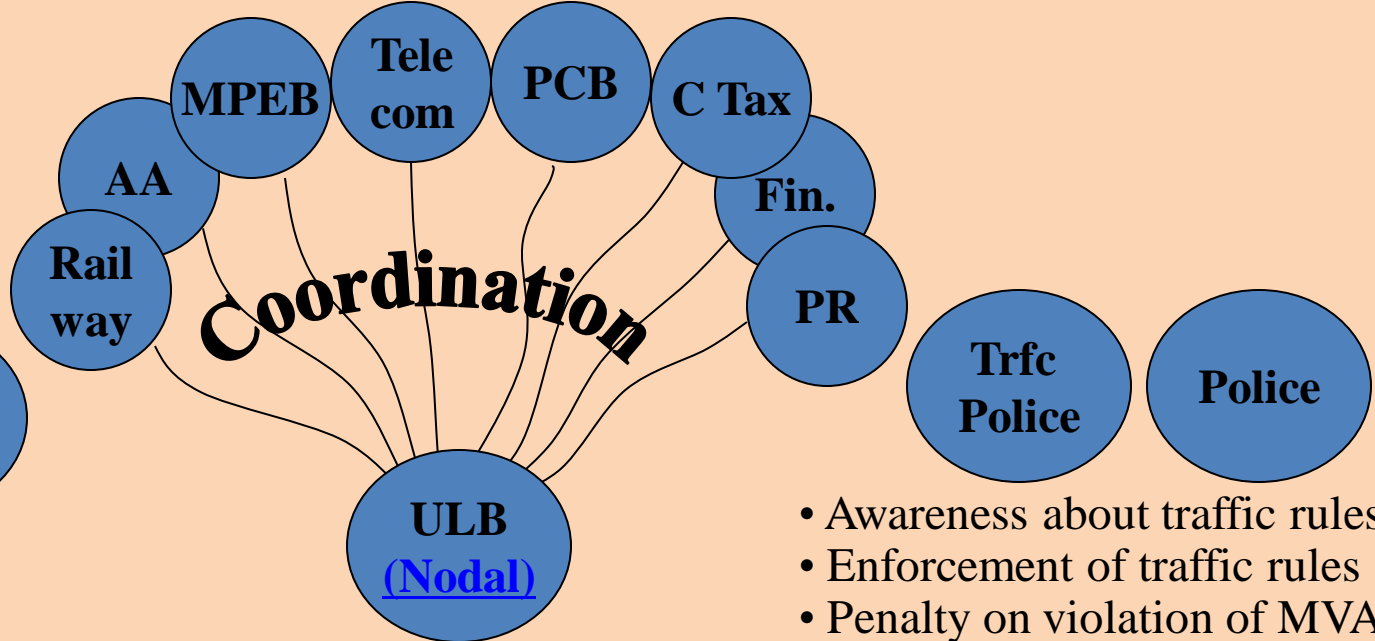 Tele
com
PCB
MPEB
C Tax
AA
Fin.
Rail
way
Coordination
PR
Trfc
Police
Police
ULB
(Nodal)
• Awareness about traffic rules
• Enforcement of traffic rules
• Penalty on violation of MVA